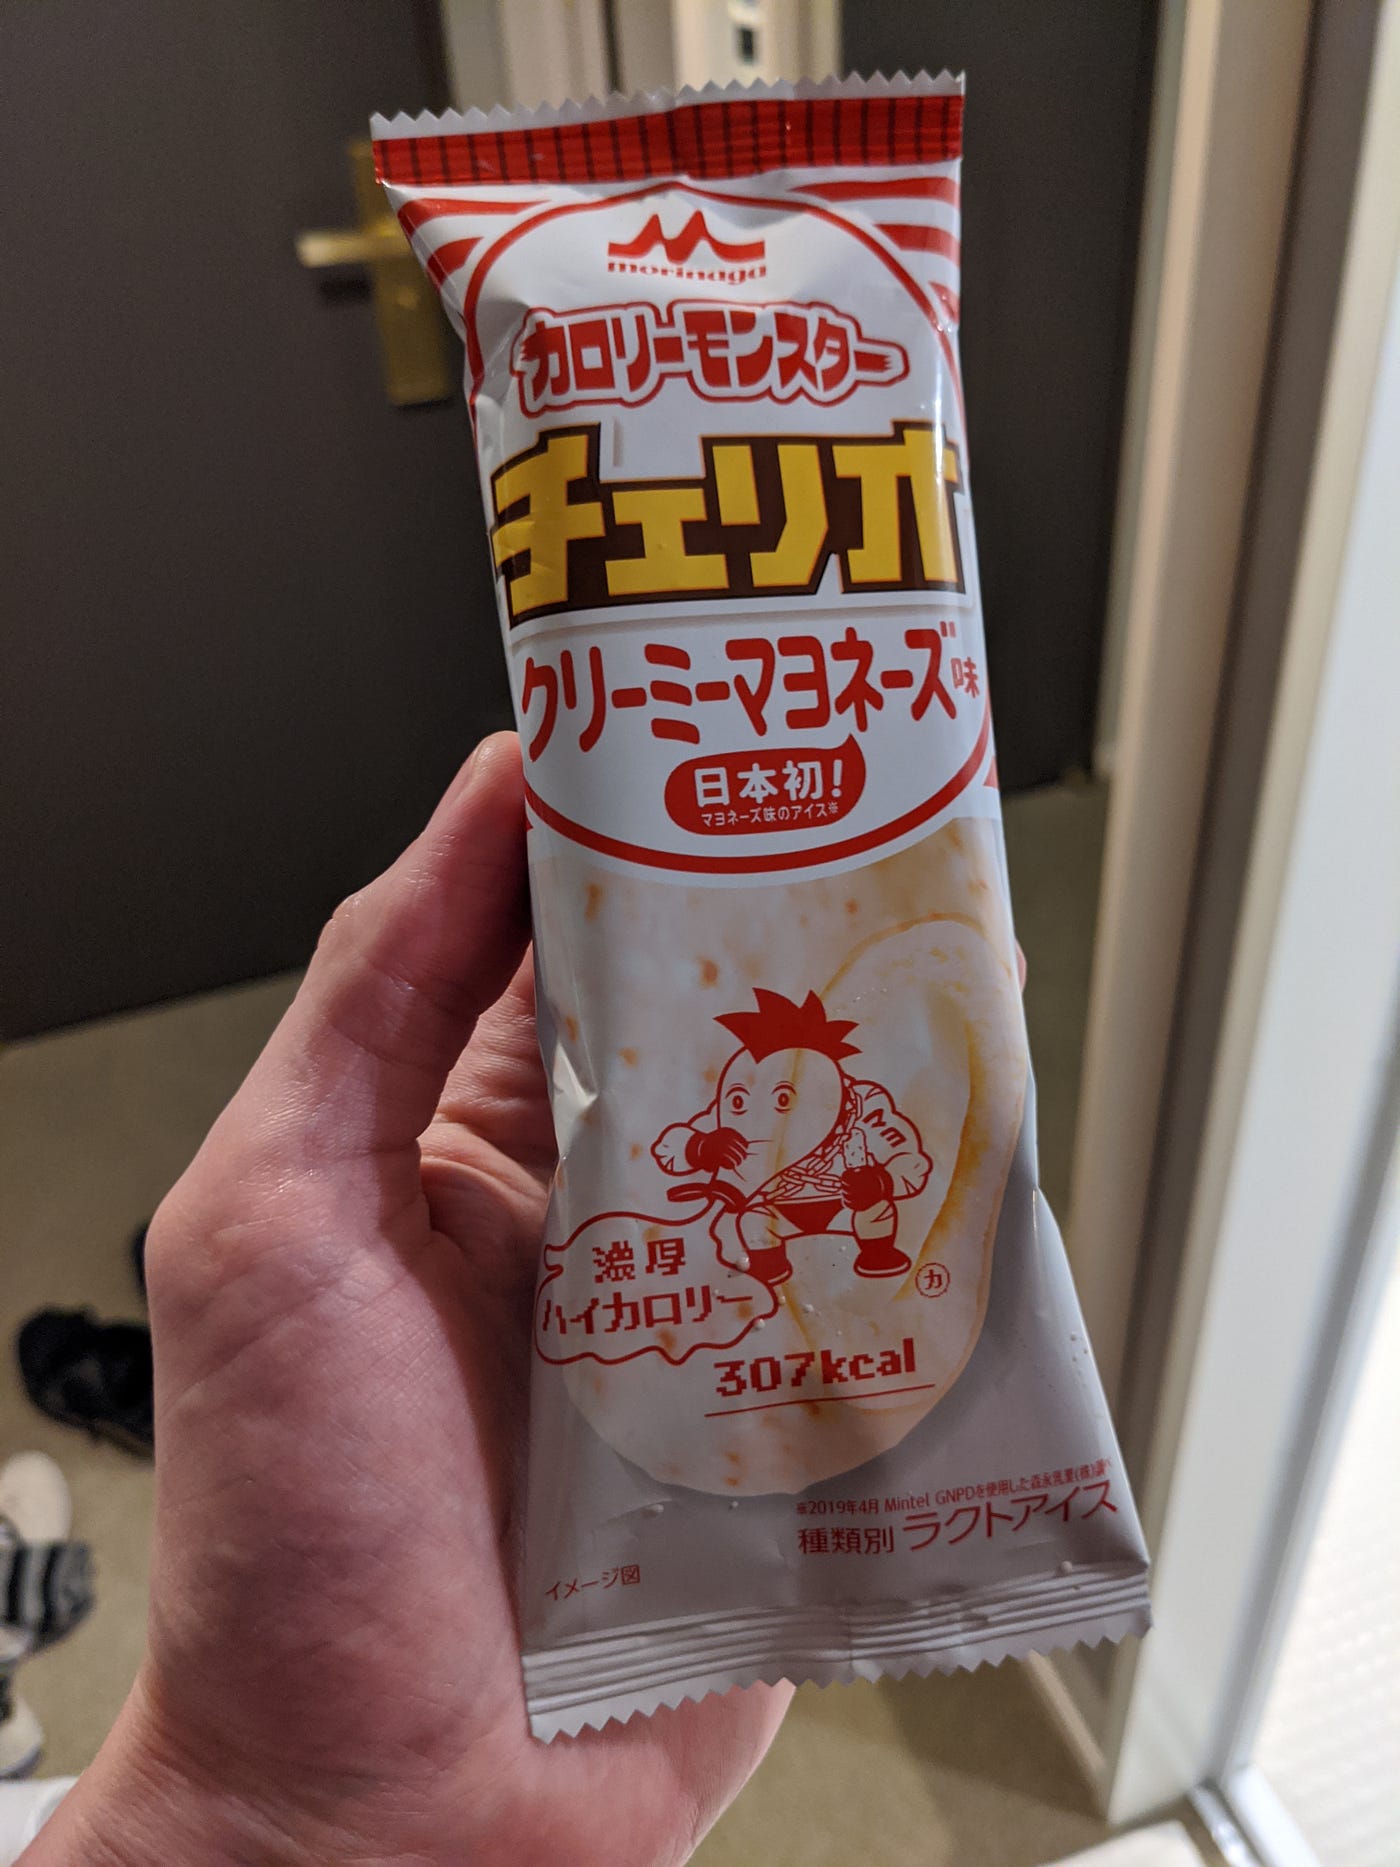 morinaga
カロリーモンスター
チェリオ
クリーミーマヨネーズ味
日本初!
マヨネーズ味のアイス※
マヨ
濃厚
ハイカロリー
カ
307kcal
※2019年4月 Mintel GNPDを使用した森永乳業(株)調べ
種類別 ラクトアイス
イメージ図